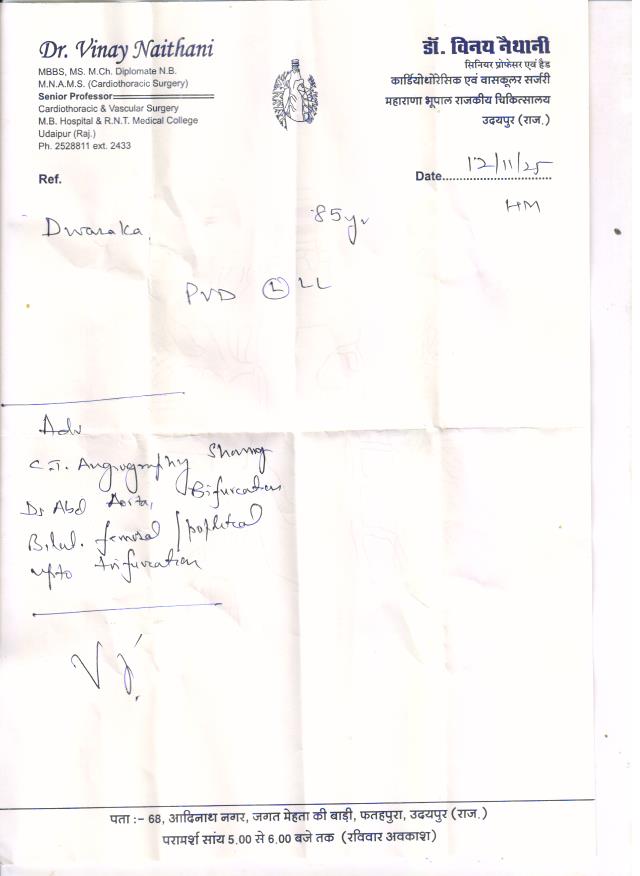 Dr. Vinay Naithani
MBBS, MS. M.Ch. Diplomate N.B.
M.N.A.M.S. (Cardiothoracic Surgery)
Senior Professor
Cardiothoracic & Vascular Surgery
M.B. Hospital & R.N.T. Medical College
Udaipur (Raj.)
Ph. 2528811 ext. 2433
डॉ. विनय नैथानी
सिनियर प्रोफेसर एवं हैड
कार्डियोथोरेसिक एवं वासकूलर सर्जरी
महाराणा भूपाल राजकीय चिकित्सालय
उदयपुर (राज.)
Ref.
Date 12/11/25
HM
Dwaraka, 85yr
PVD (L) LL
Adv
C.T. Angiography Showing
Ds Abd Aorta, Bifurcation
Bilat. femoral / popliteal
upto trifurcation
पता :- 68, आदिनाथ नगर, जगत मेहता की बाड़ी, फतहपुरा, उदयपुर (राज.)
परामर्श सांय 5.00 से 6.00 बजे तक (रविवार अवकाश)